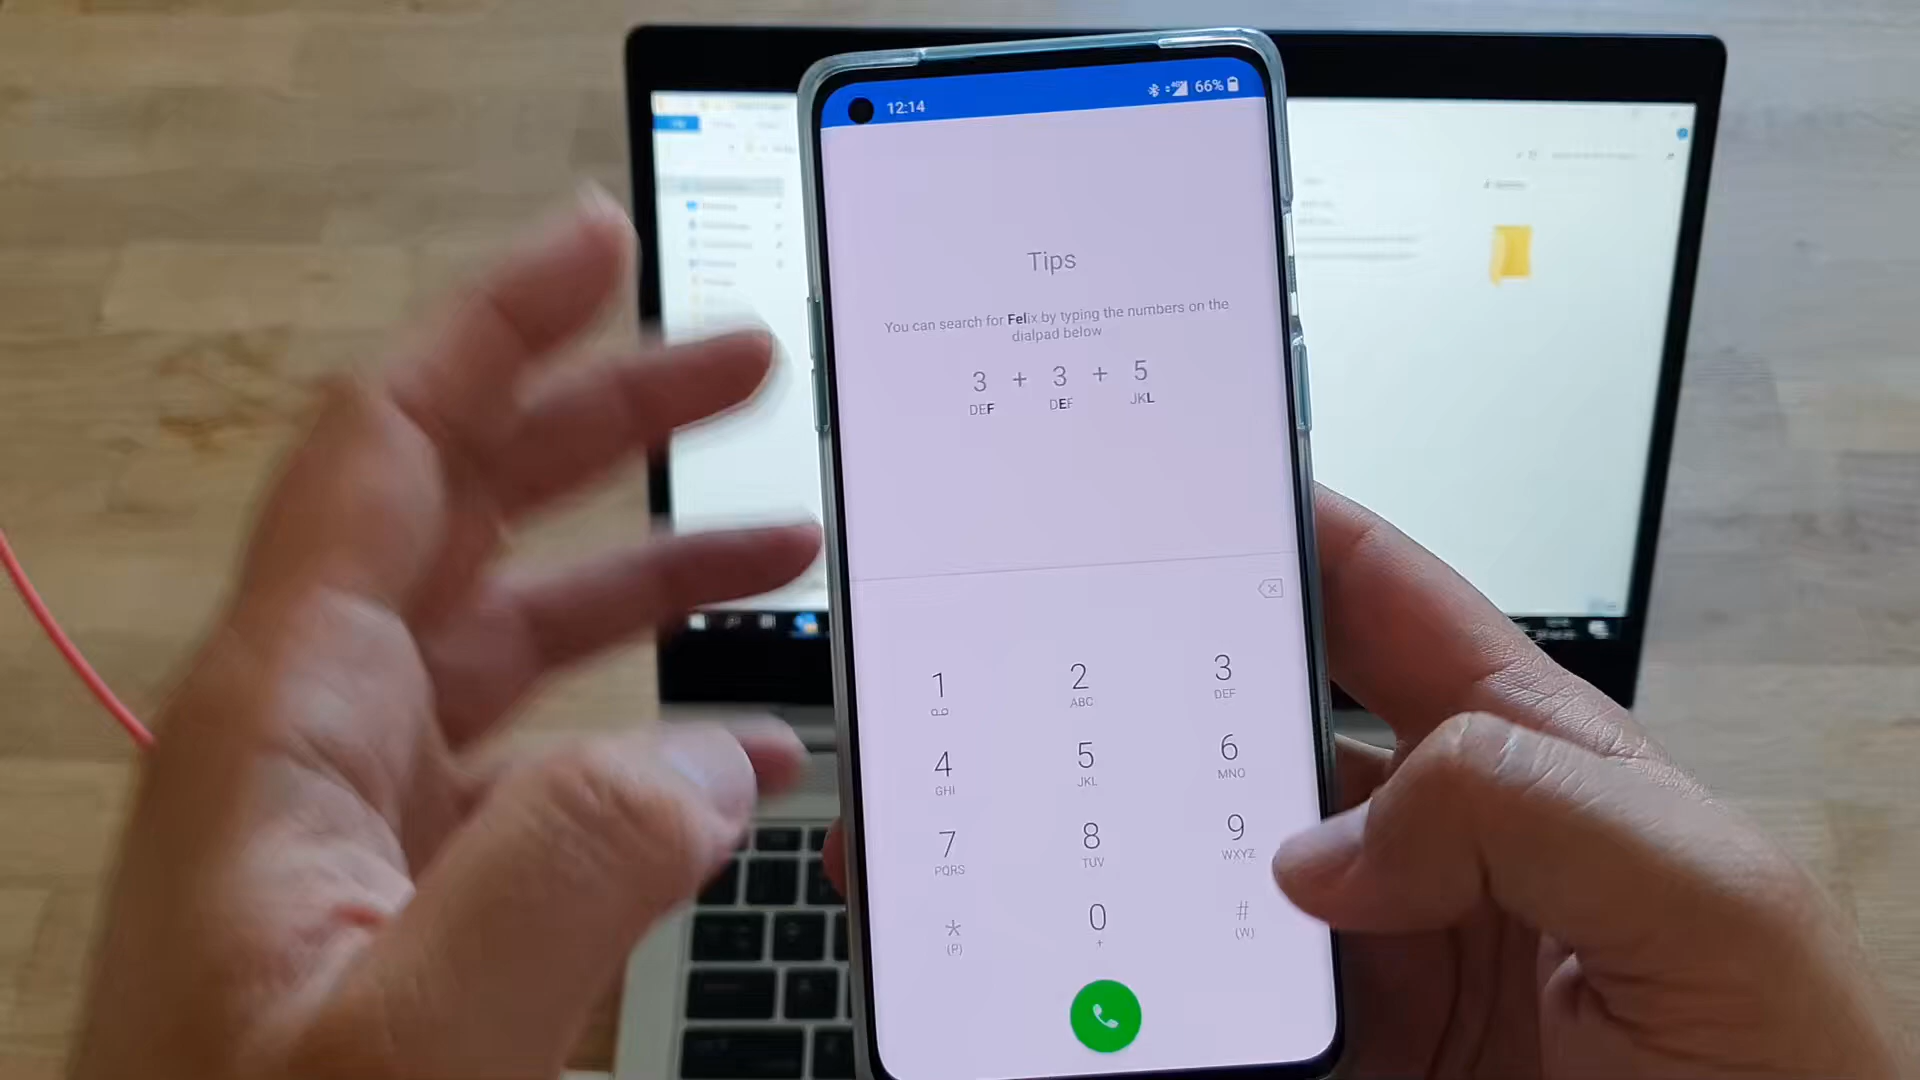 12:14
66%
Tips
You can search for Felix by typing the numbers on the
dialpad below
3 + 3 + 5
DEF DEF JKL
1 2 3
ABC DEF
4 5 6
GHI JKL MNO
7 8 9
PQRS TUV WXYZ
* 0 #
(P) + (W)